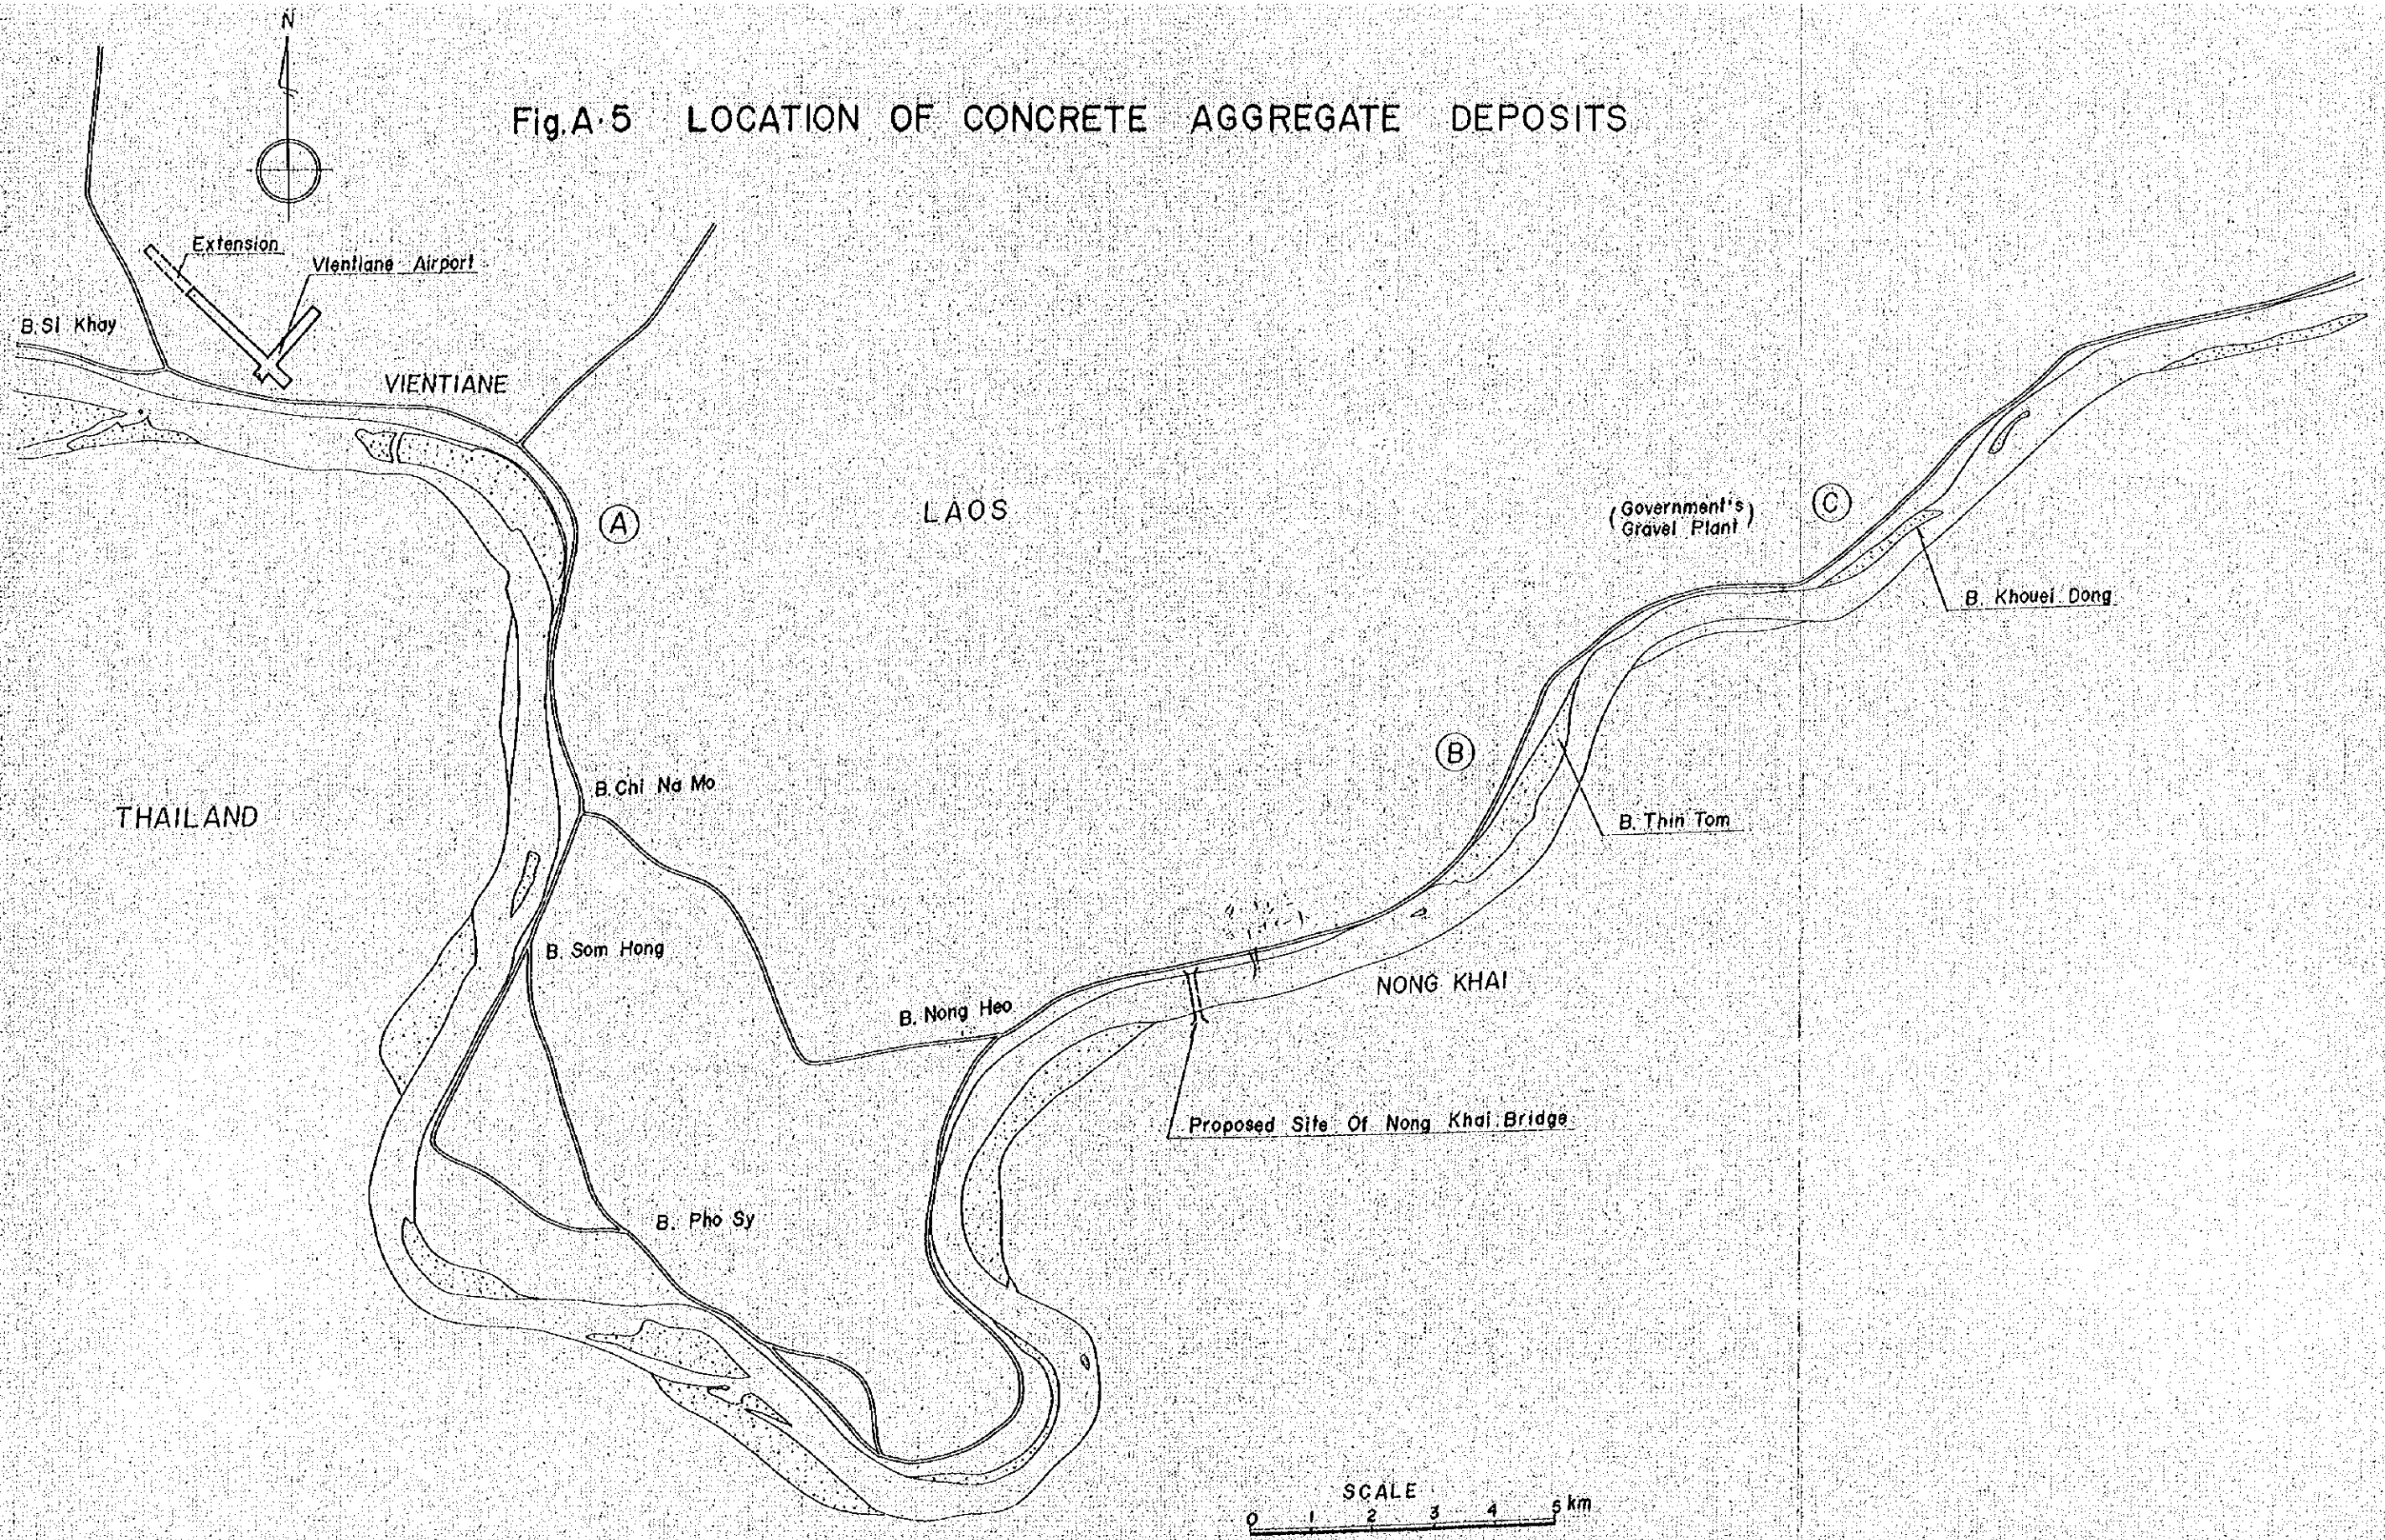 N
Fig.A·5 LOCATION OF CONCRETE AGGREGATE DEPOSITS
Extension
Vientiane Airport
B.Si Khay
VIENTIANE
A
LAOS
(Government's
Gravel Plant)
C
B. Khouei Dong
B
B. Thin Tom
B.Chi Na Mo
THAILAND
B. Som Hong
B. Nong Heo
NONG KHAI
Proposed Site Of Nong Khai Bridge
B. Pho Sy
SCALE
0 1 2 3 4 5 km